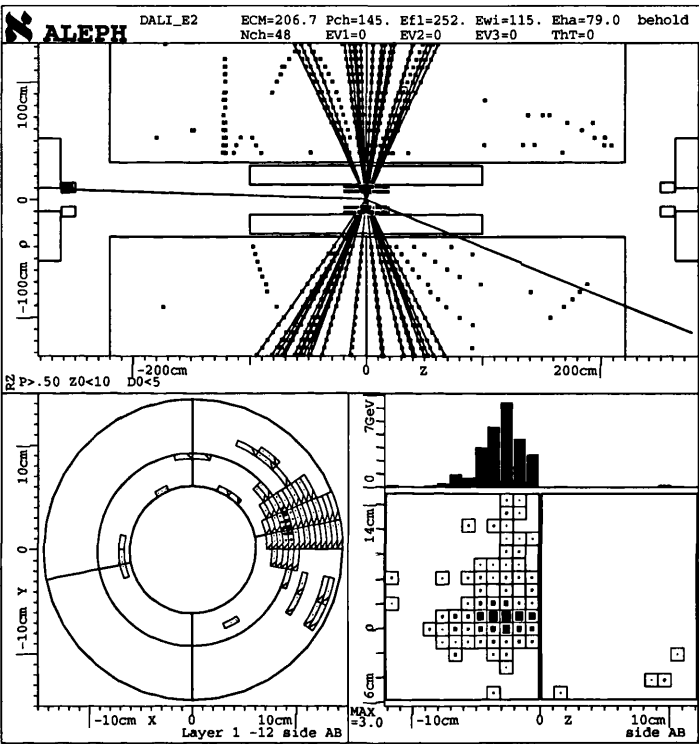 ALEPH DALI_E2 ECM=206.7 Pch=145. Efl=252. Ewi=115. Eha=79.0 behold
Nch=48 EV1=0 EV2=0 EV3=0 ThT=0
100cm
0
ρ
-100cm
-200cm 0 Z 200cm
RZ P>.50 Z0<10 D0<5
10cm
0
Y
-10cm
-10cm X 0 10cm
Layer 1 -12 side AB
7GeV
0
14cm
ρ
6cm
MAX
=3.0
-10cm 0 Z 10cm
side AB